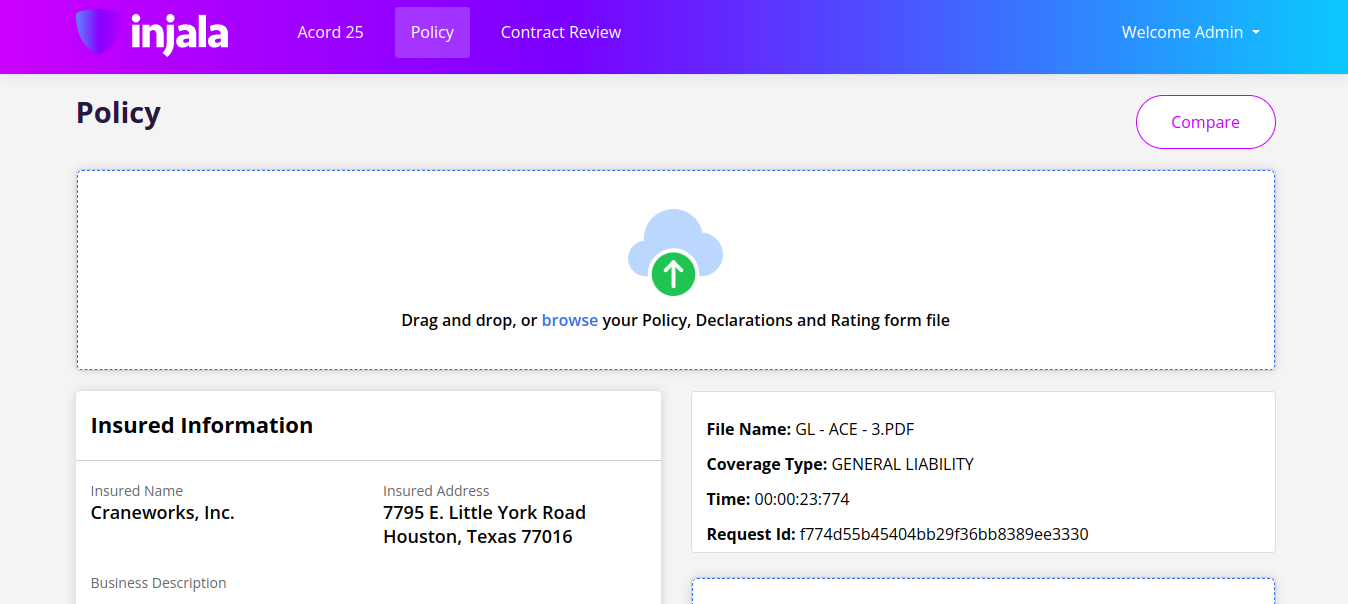 injala
Acord 25
Policy
Contract Review
Welcome Admin
Policy
Compare
Drag and drop, or browse your Policy, Declarations and Rating form file
Insured Information
Insured Name
Craneworks, Inc.
Insured Address
7795 E. Little York Road
Houston, Texas 77016
Business Description
File Name: GL - ACE - 3.PDF
Coverage Type: GENERAL LIABILITY
Time: 00:00:23:774
Request Id: f774d55b45404bb29f36bb8389ee3330